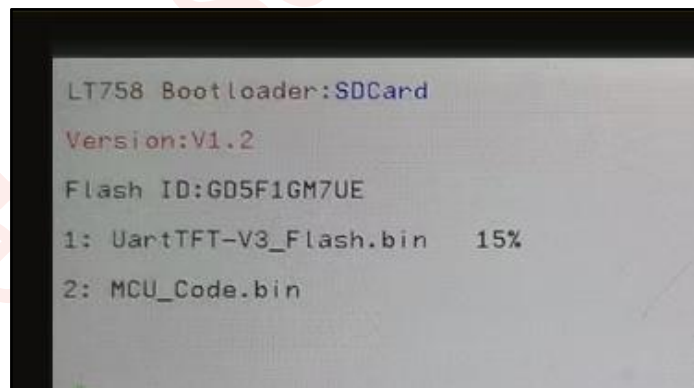 LT758 Bootloader:SDCard
Version:V1.2
Flash ID:GD5F1GM7UE
1: UartTFT-V3_Flash.bin 15%
2: MCU_Code.bin